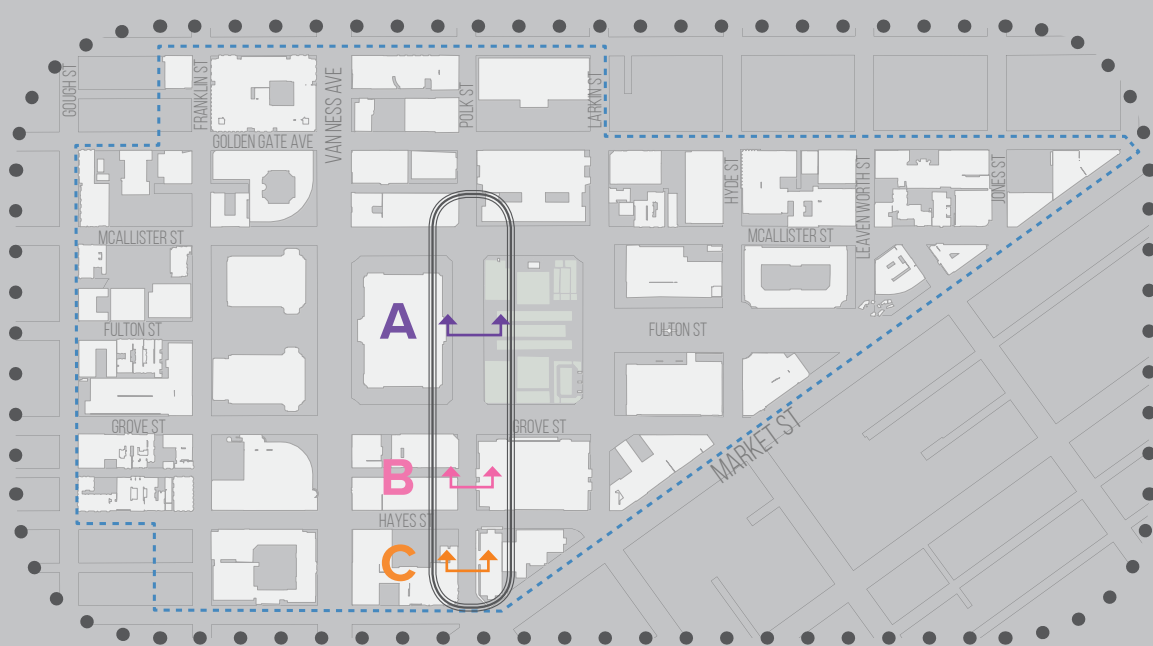 GOUGH ST
FRANKLIN ST
VAN NESS AVE
POLK ST
LARKIN ST
GOLDEN GATE AVE
HYDE ST
LEAVENWORTH ST
JONES ST
MCALLISTER ST
MCALLISTER ST
A
FULTON ST
FULTON ST
GROVE ST
GROVE ST
MARKET ST
B
HAYES ST
C